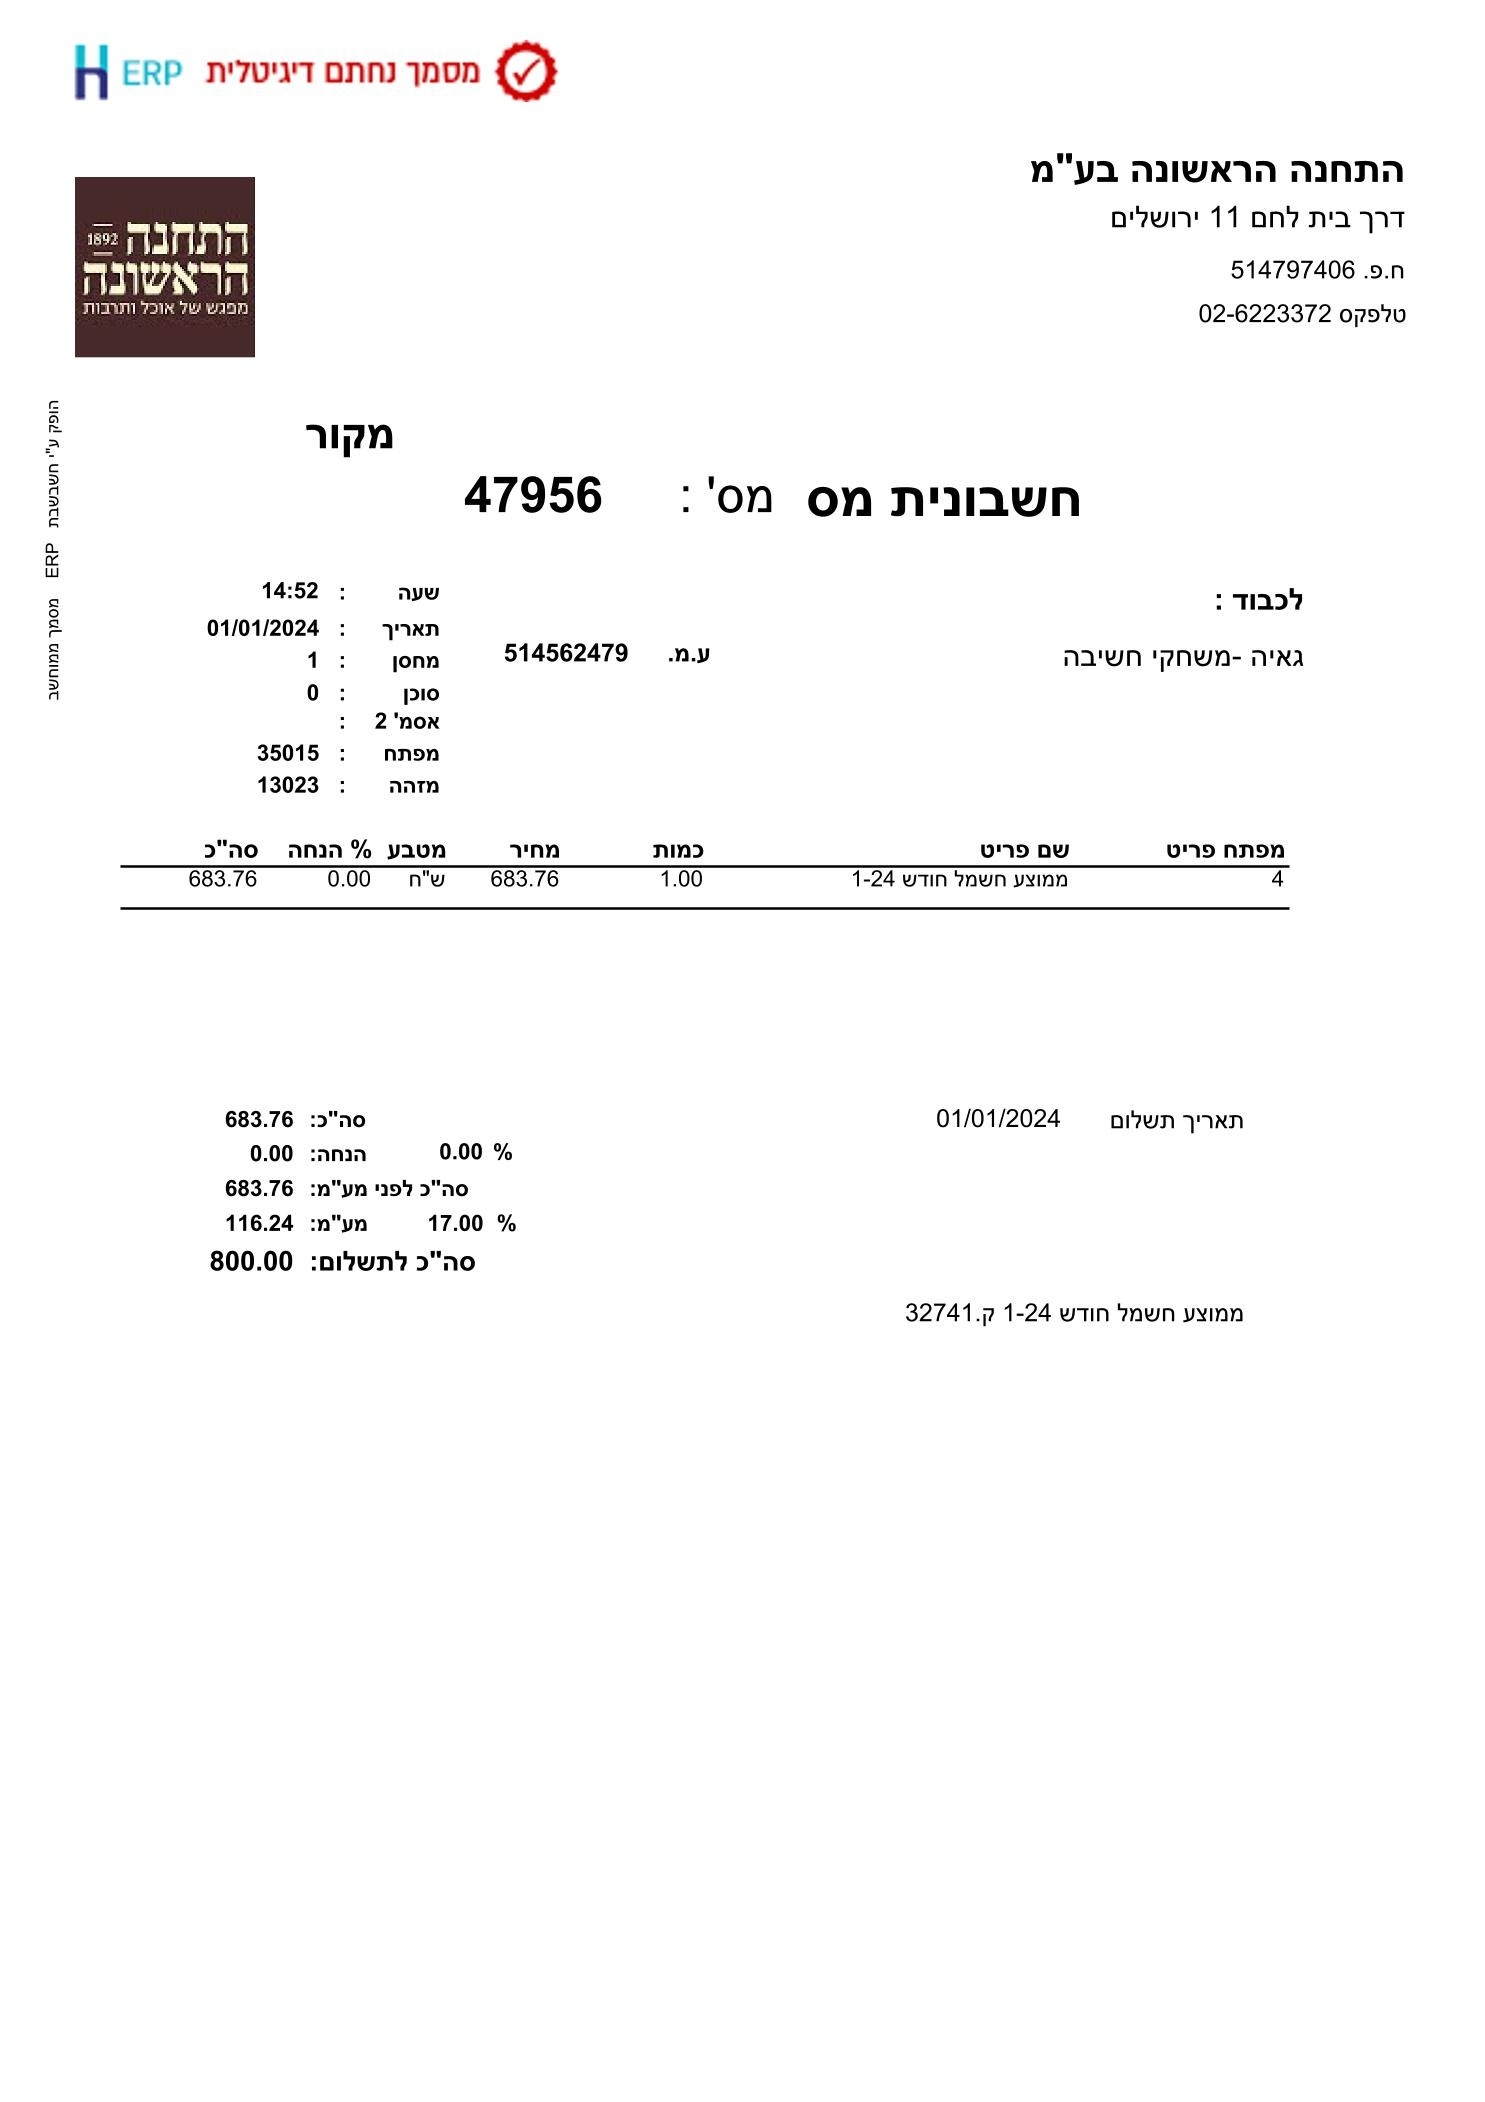 ERP מסמך נחתם דיגיטלית
התחנה הראשונה בע"מ
דרך בית לחם 11 ירושלים
ח.פ. 514797406
טלפקס 02-6223372
התחנה
1892
הראשונה
מפגש של אוכל ותרבות
הופק ע"י חשבשבת ERP מסמך ממוחשב
מקור
חשבונית מס מס' : 47956
לכבוד :
גאיה -משחקי חשיבה
ע.מ. 514562479
שעה : 14:52
תאריך : 01/01/2024
מחסן : 1
סוכן : 0
אסמ' 2 :
מפתח : 35015
מזהה : 13023
מפתח פריט שם פריט כמות מחיר מטבע % הנחה סה"כ
4 ממוצע חשמל חודש 1-24 1.00 683.76 ש"ח 0.00 683.76
תאריך תשלום 01/01/2024
סה"כ: 683.76
% 0.00 הנחה: 0.00
סה"כ לפני מע"מ: 683.76
% 17.00 מע"מ: 116.24
סה"כ לתשלום: 800.00
ממוצע חשמל חודש 1-24 ק.32741